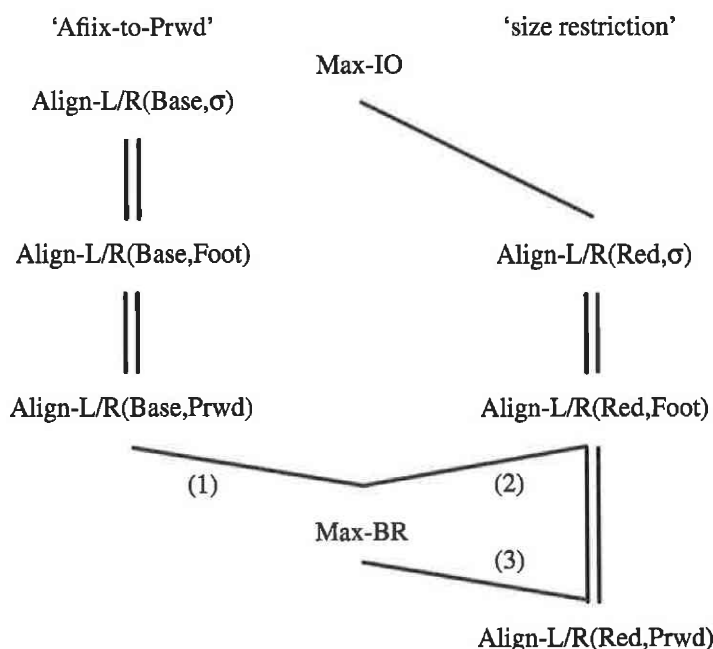 ‘Afiix-to-Prwd’
‘size restriction’
Max-IO
Align-L/R(Base,σ)
Align-L/R(Base,Foot)
Align-L/R(Red,σ)
Align-L/R(Base,Prwd)
Align-L/R(Red,Foot)
(1)
(2)
Max-BR
(3)
Align-L/R(Red,Prwd)